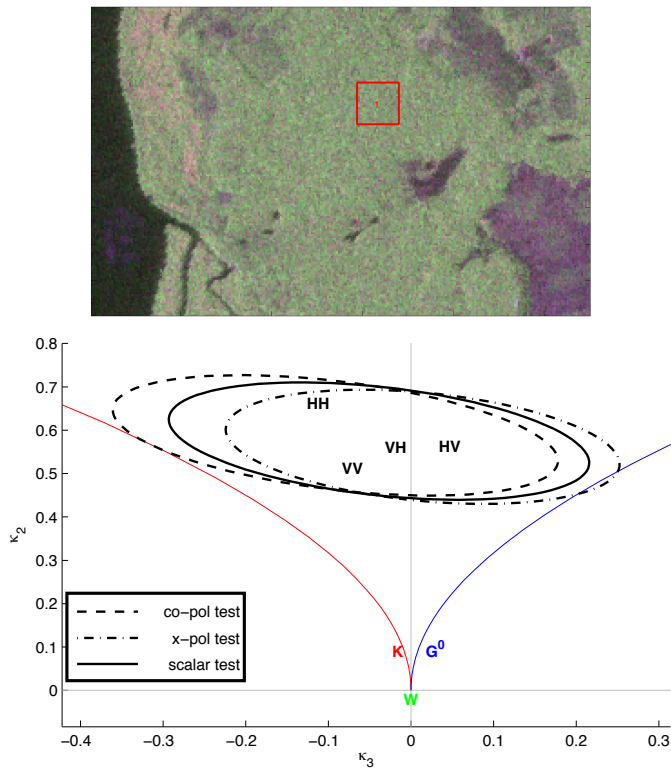 1
0.8
0.7
0.6
0.5
0.4
0.3
0.2
0.1
0
κ2
HH
VV
VH
HV
co−pol test
x−pol test
scalar test
K
G0
W
−0.4
−0.3
−0.2
−0.1
0
0.1
0.2
0.3
κ3